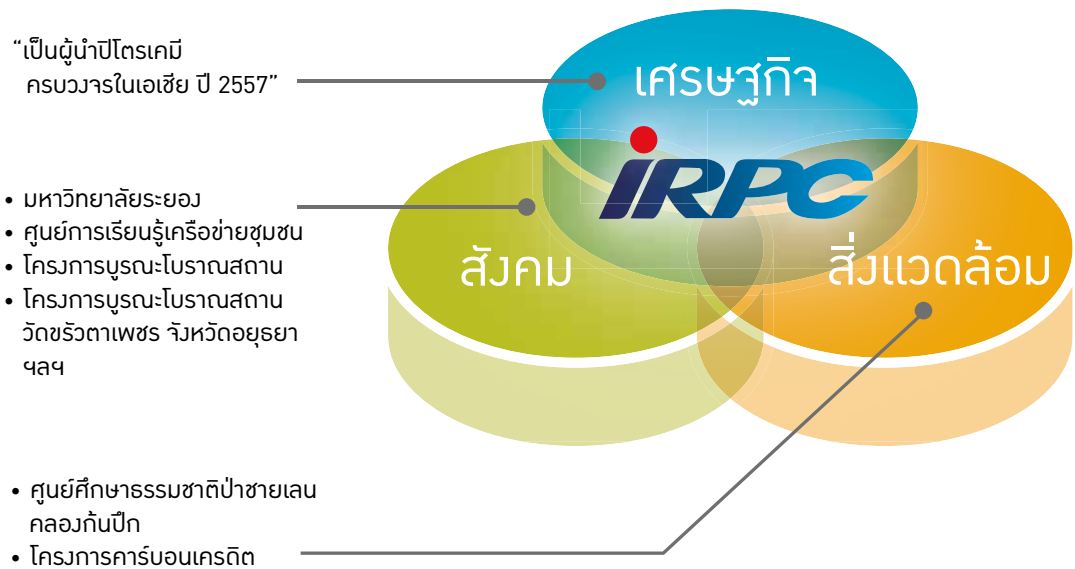 “เป็นผู้นำปิโตรเคมี
ครบวงจรในเอเชีย ปี 2557”
เศรษฐกิจ
iRPC
• มหาวิทยาลัยระยอง
• ศูนย์การเรียนรู้เครือข่ายชุมชน
• โครงการบูรณะโบราณสถาน
• โครงการบูรณะโบราณสถาน
วัดขรัวตาเพชร จังหวัดอยุธยา
ฯลฯ
สังคม
สิ่งแวดล้อม
• ศูนย์ศึกษาธรรมชาติป่าชายเลน
คลองก้นปึก
• โครงการคาร์บอนเครดิต